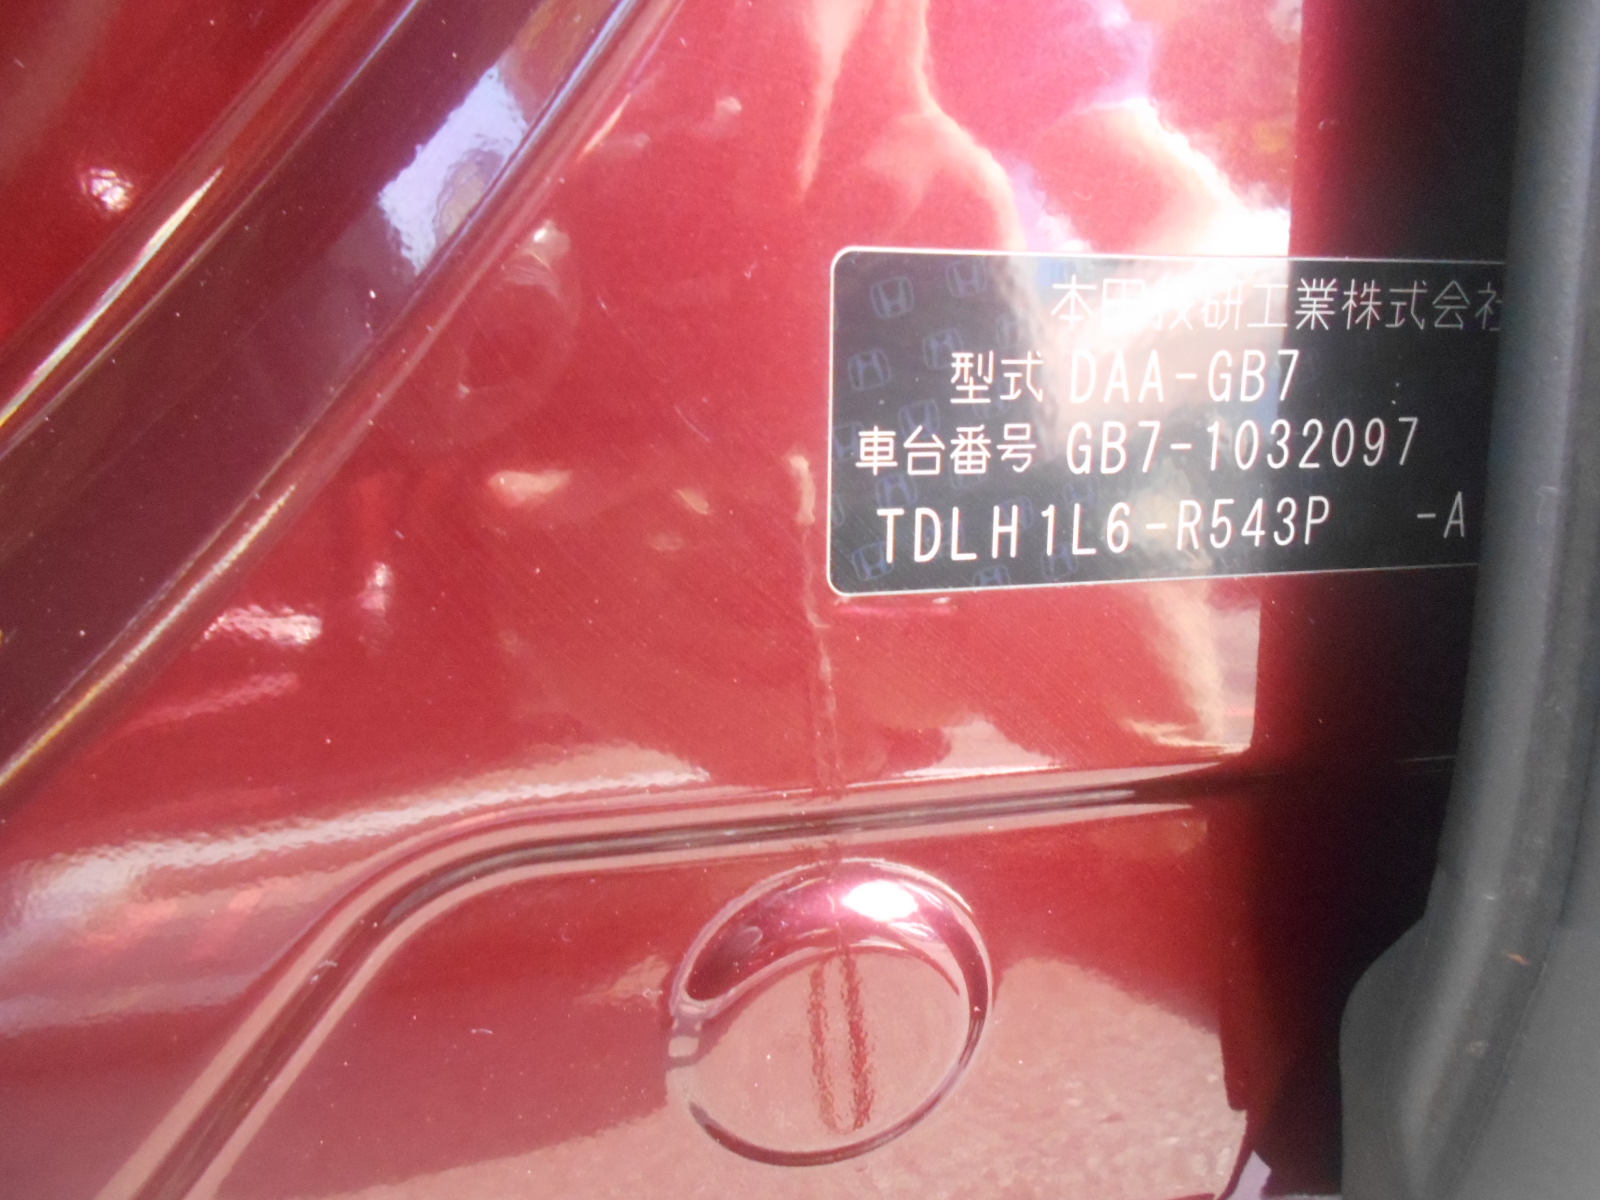 本田技研工業株式会社
型式 DAA-GB7
車台番号 GB7-1032097
TDLH1L6-R543P -A